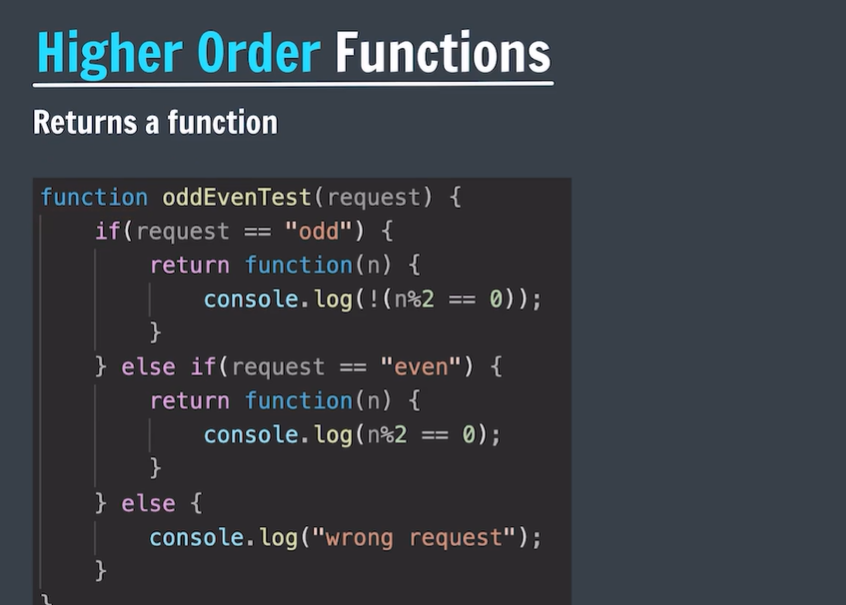 Higher Order Functions
Returns a function
function oddEvenTest(request) {
    if(request == "odd") {
        return function(n) {
            console.log(!(n%2 == 0));
        }
    } else if(request == "even") {
        return function(n) {
            console.log(n%2 == 0);
        }
    } else {
        console.log("wrong request");
    }
}